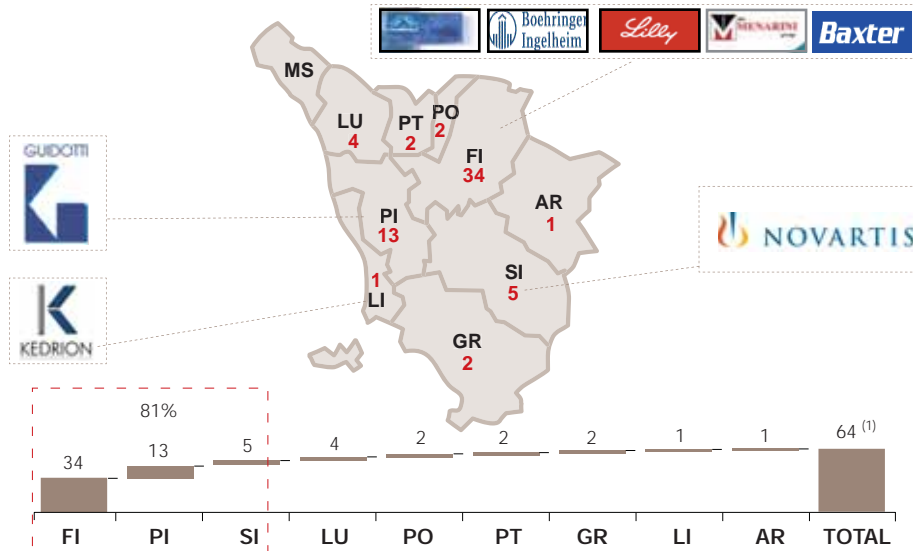 Boehringer
Ingelheim
Lilly
MENARINI
group
Baxter
MS
LU
4
PT
2
PO
2
FI
34
GUIDOTTI
AR
1
PI
13
NOVARTIS
SI
5
1
LI
KEDRION
GR
2
81%
34
13
5
4
2
2
2
1
1
64 (1)
FI
PI
SI
LU
PO
PT
GR
LI
AR
TOTAL